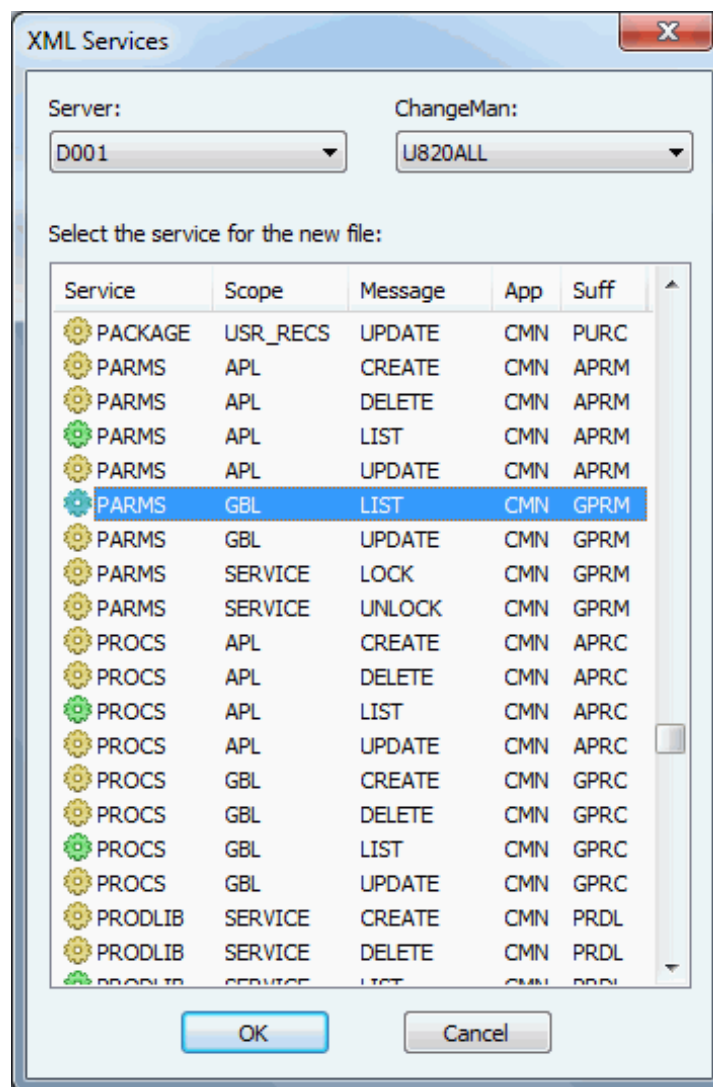 XML Services
Server: ChangeMan:
D001 U820ALL
Select the service for the new file:
Service Scope Message App Suff
PACKAGE USR_RECS UPDATE CMN PURC
PARMS APL CREATE CMN APRM
PARMS APL DELETE CMN APRM
PARMS APL LIST CMN APRM
PARMS APL UPDATE CMN APRM
PARMS GBL LIST CMN GPRM
PARMS GBL UPDATE CMN GPRM
PARMS SERVICE LOCK CMN GPRM
PARMS SERVICE UNLOCK CMN GPRM
PROCS APL CREATE CMN APRC
PROCS APL DELETE CMN APRC
PROCS APL LIST CMN APRC
PROCS APL UPDATE CMN APRC
PROCS GBL CREATE CMN GPRC
PROCS GBL DELETE CMN GPRC
PROCS GBL LIST CMN GPRC
PROCS GBL UPDATE CMN GPRC
PRODLIB SERVICE CREATE CMN PRDL
PRODLIB SERVICE DELETE CMN PRDL
PRODLIB SERVICE LIST CMN PRDL
OK Cancel